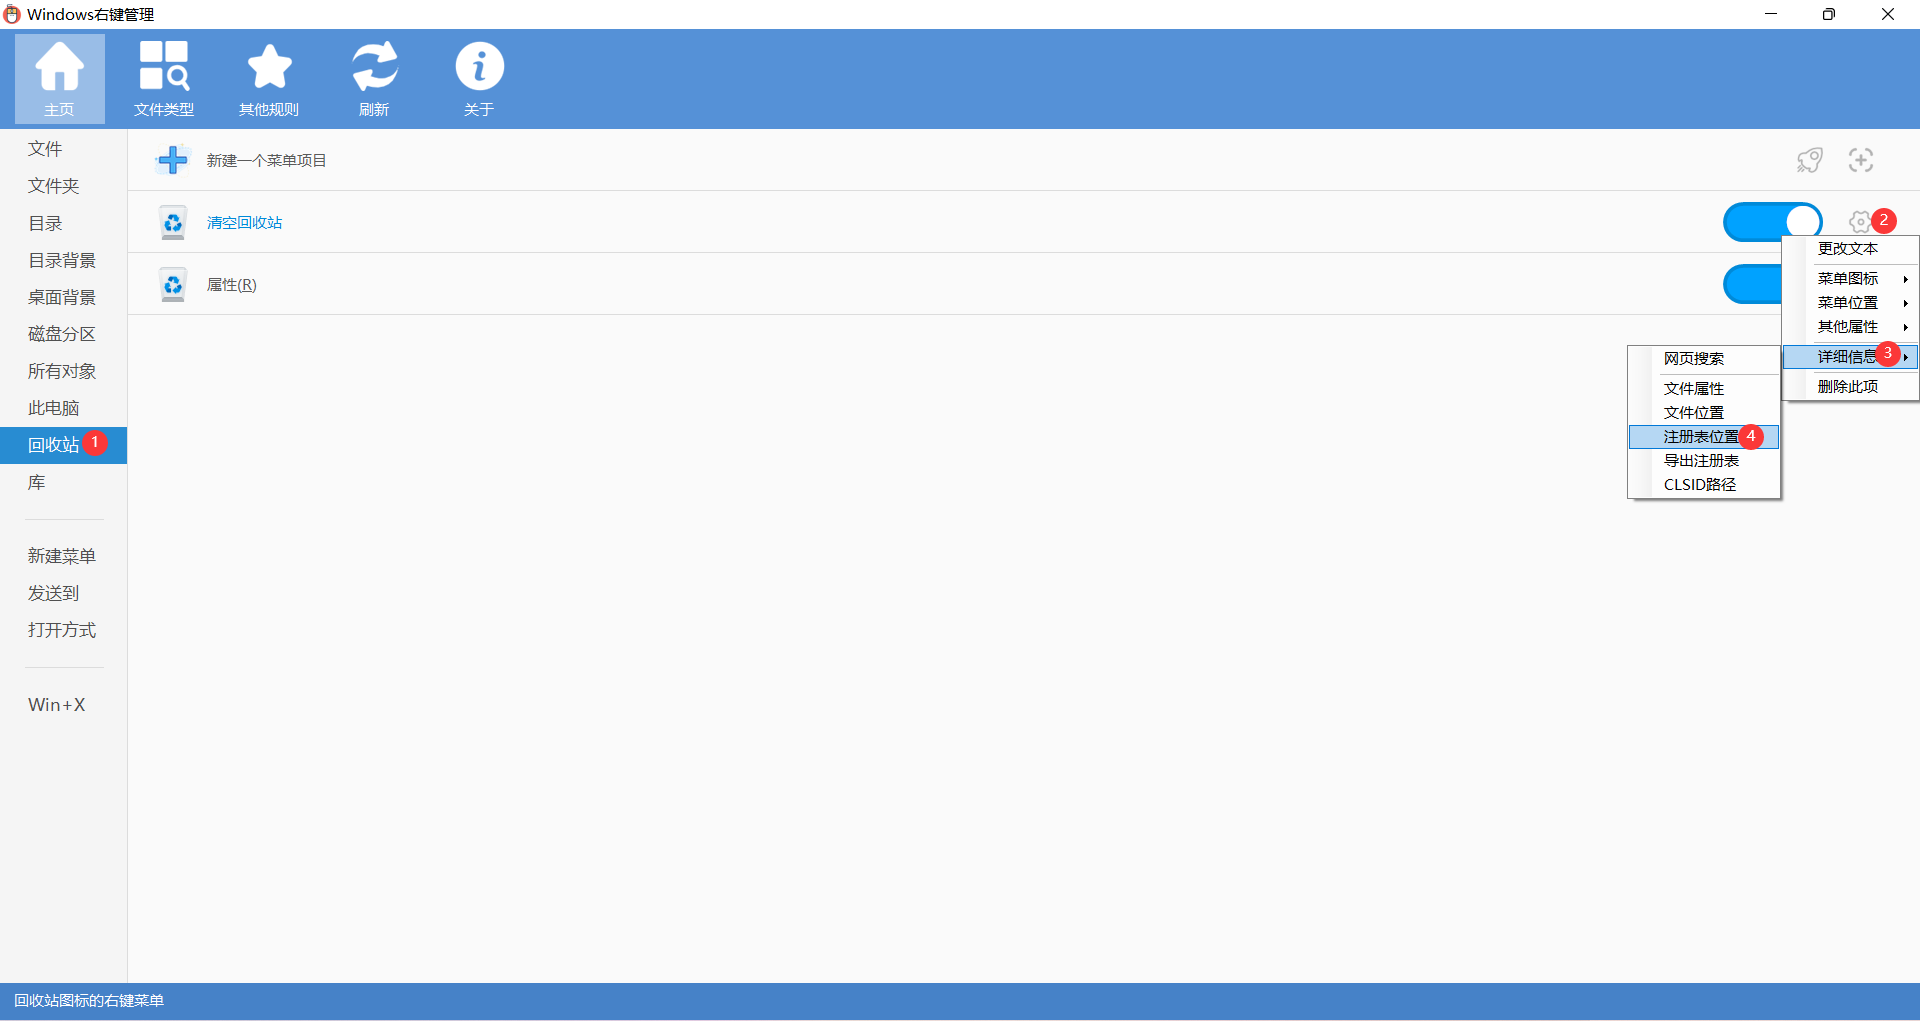 Windows右键管理
主页
文件类型
其他规则
刷新
关于
文件
文件夹
目录
目录背景
桌面背景
磁盘分区
所有对象
此电脑
回收站 1
库
新建菜单
发送到
打开方式
Win+X
新建一个菜单项目
清空回收站
2
属性(R)
更改文本
菜单图标
菜单位置
其他属性
详细信息 3
删除此项
网页搜索
文件属性
文件位置
注册表位置 4
导出注册表
CLSID路径
回收站图标的右键菜单